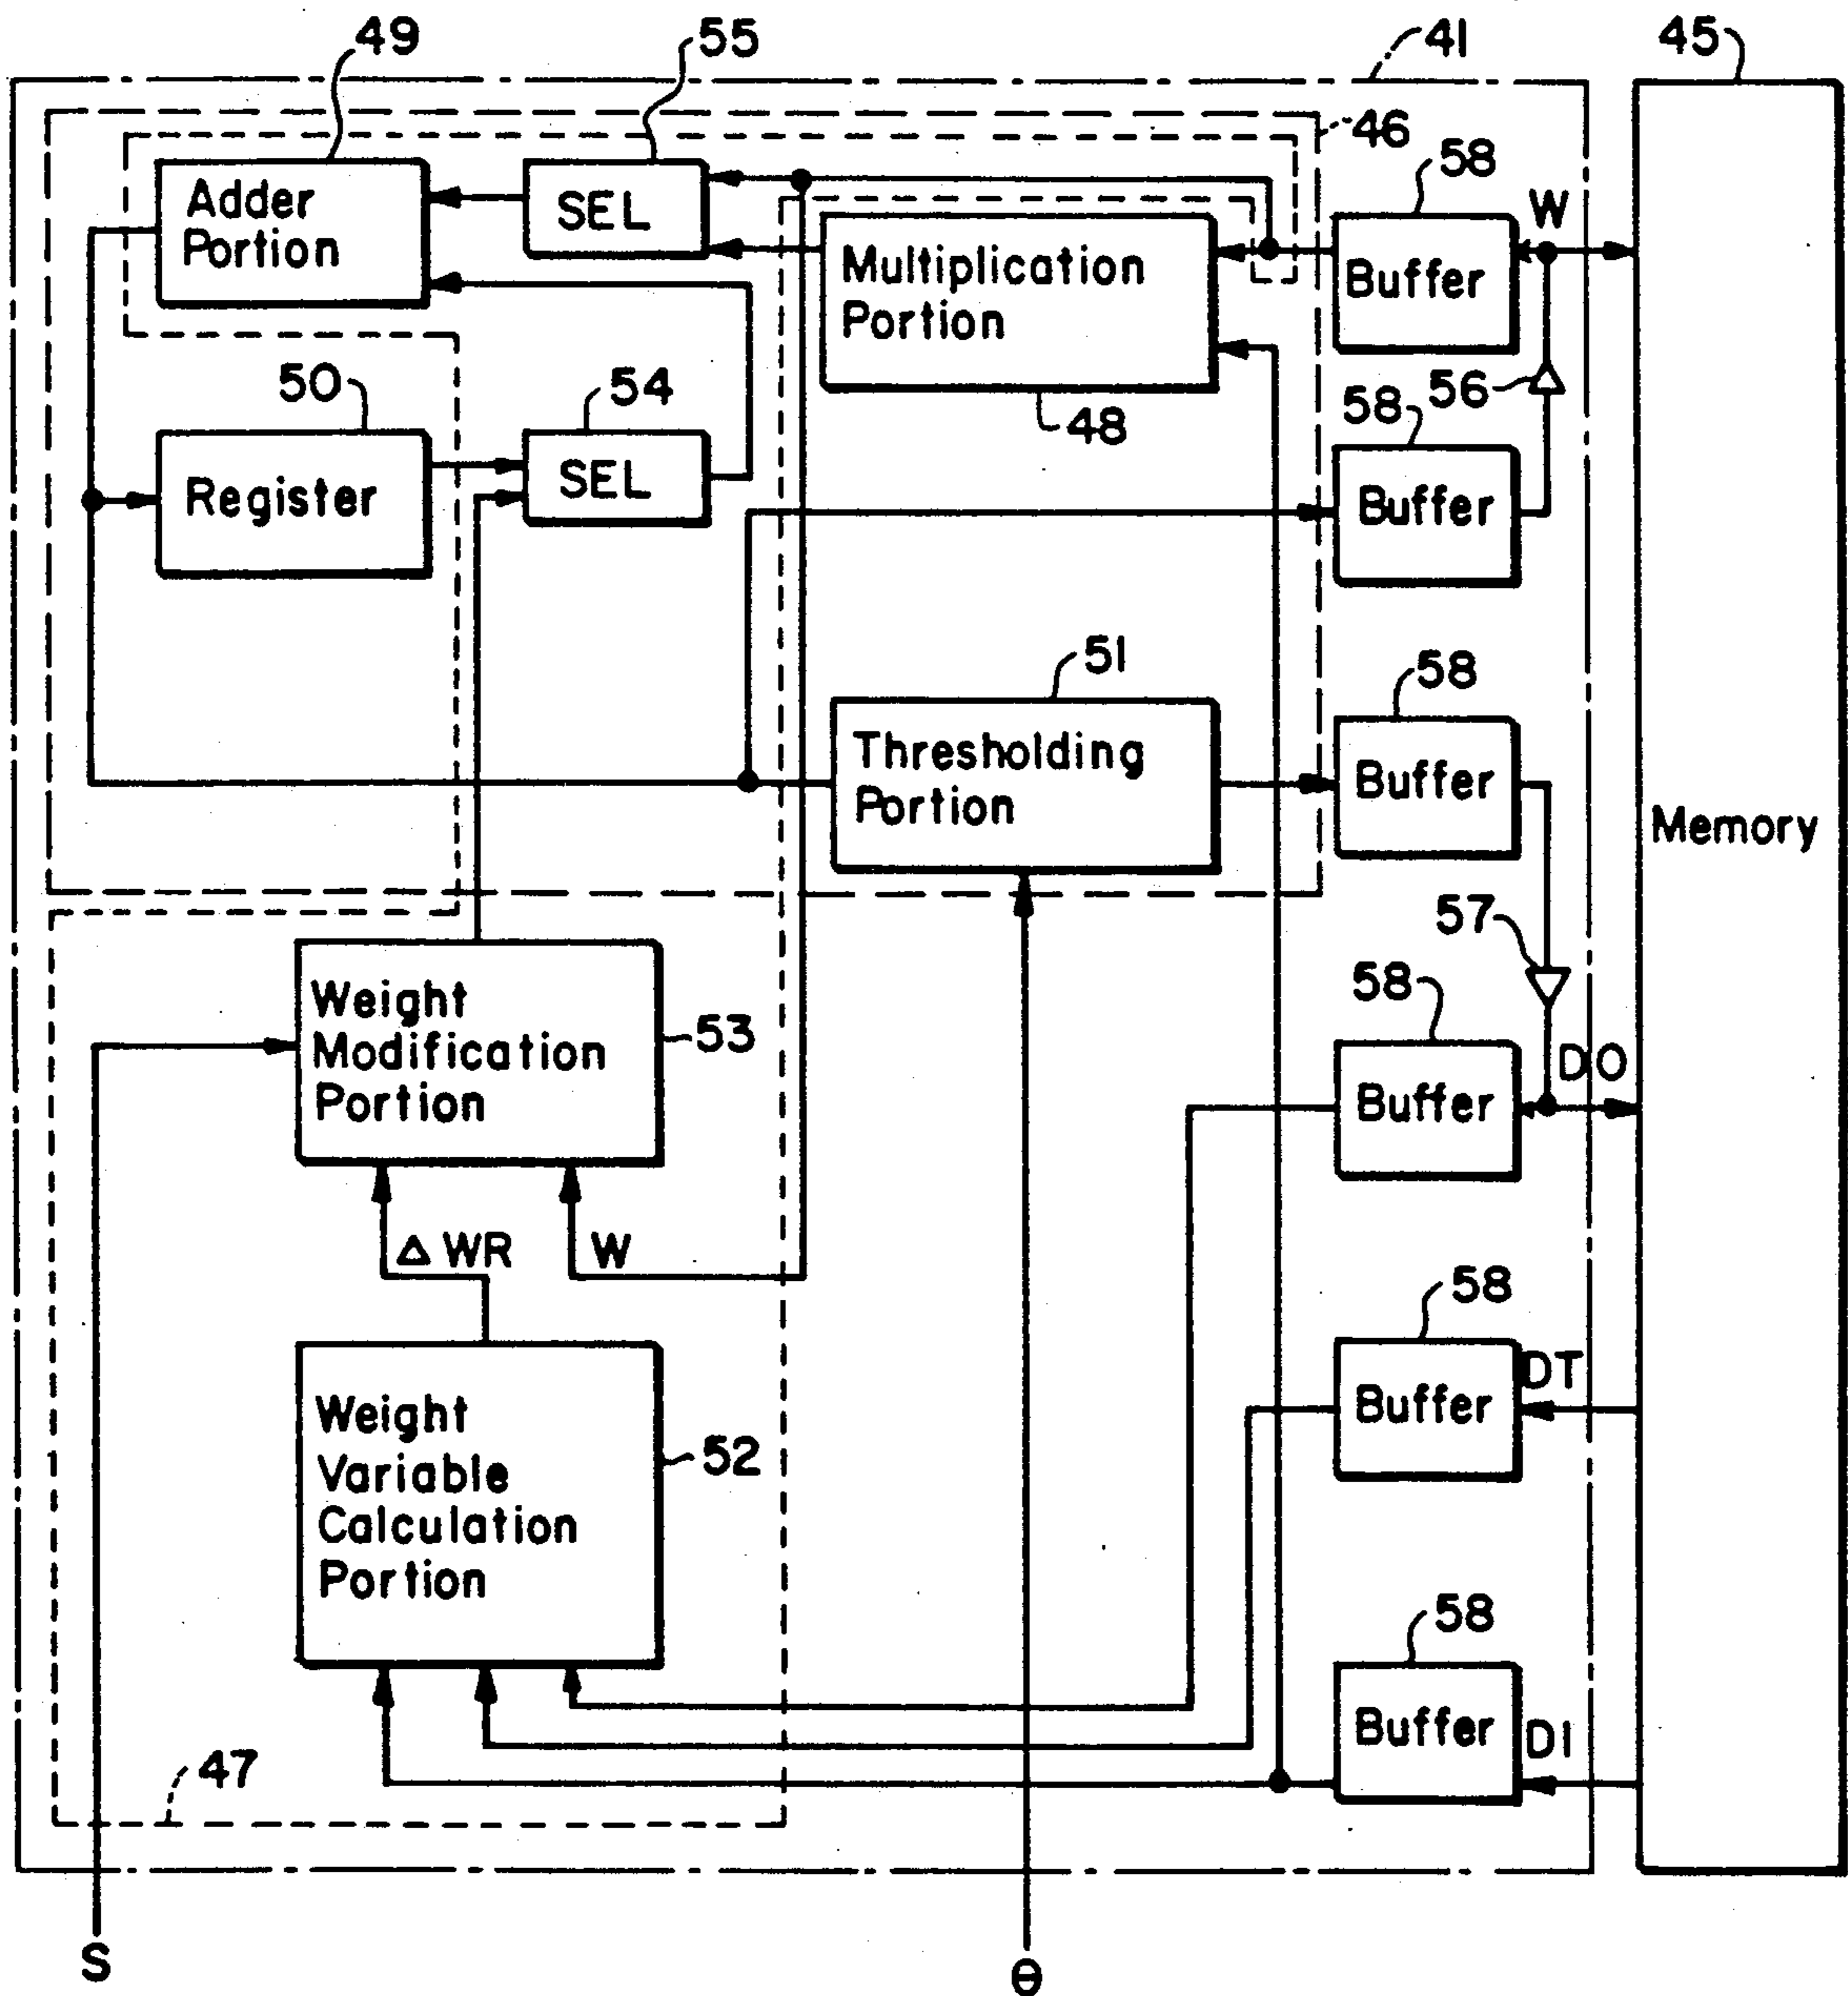 49
55
41
45
46
58
Adder
Portion
SEL
W
Multiplication
Portion
Buffer
50
54
58
56
48
Register
SEL
Buffer
51
58
Thresholding
Portion
Buffer
Memory
57
58
Weight
Modification
Portion
53
DO
Buffer
Δ WR
W
58
DT
Weight
Variable
Calculation
Portion
52
Buffer
58
Buffer
DI
47
S
θ